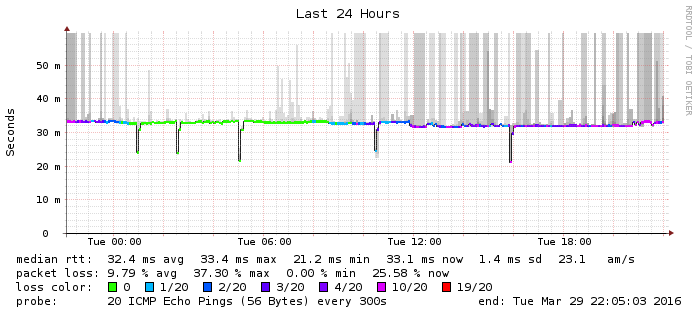 Last 24 Hours
RRDTOOL / TOBI OETIKER
Seconds
50 m
40 m
30 m
20 m
10 m
0
Tue 00:00 Tue 06:00 Tue 12:00 Tue 18:00
median rtt: 32.4 ms avg 33.4 ms max 21.2 ms min 33.1 ms now 1.4 ms sd 23.1 am/s
packet loss: 9.79 % avg 37.30 % max 0.00 % min 25.58 % now
loss color: 0 1/20 2/20 3/20 4/20 10/20 19/20
probe: 20 ICMP Echo Pings (56 Bytes) every 300s end: Tue Mar 29 22:05:03 2016